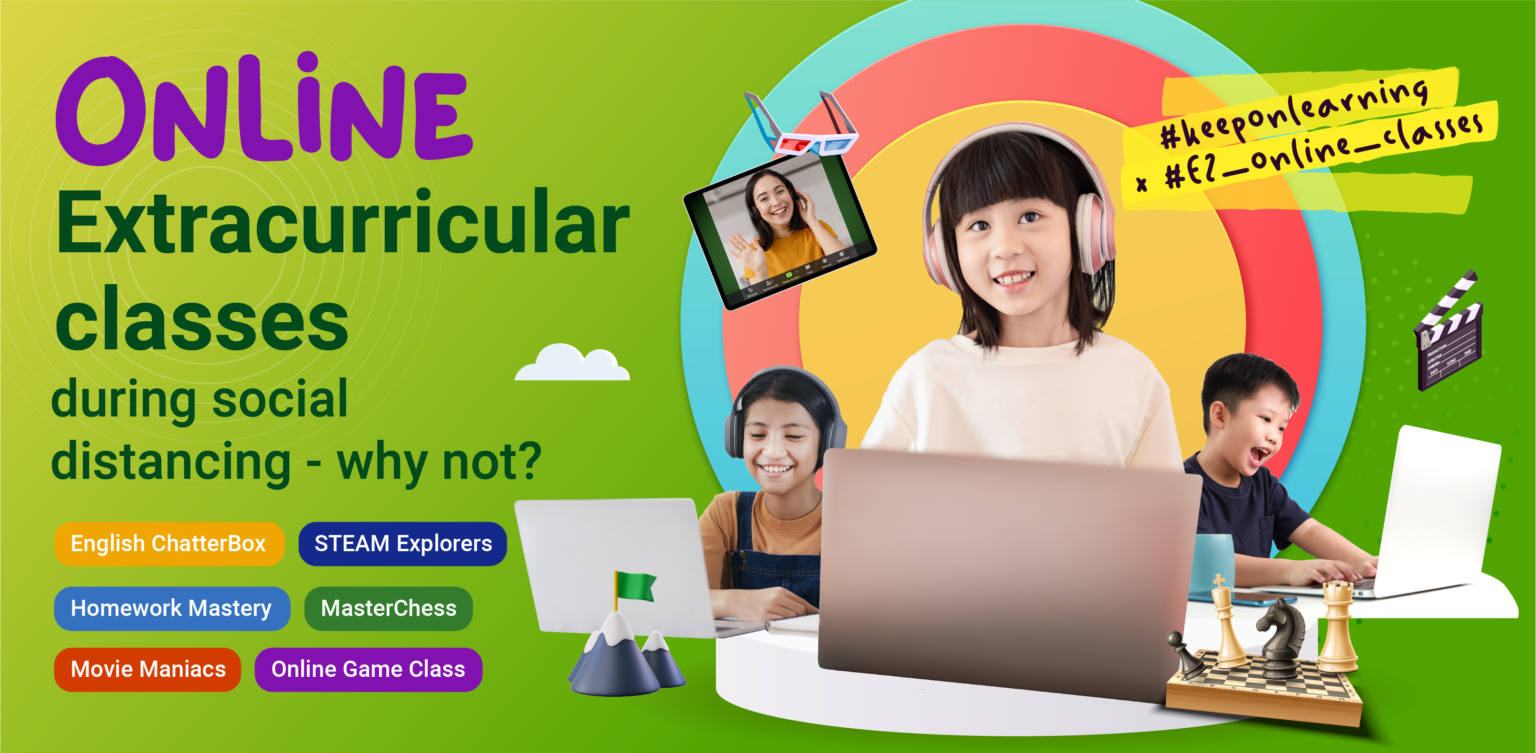 ONLINE
Extracurricular
classes
during social
distancing - why not?
English ChatterBox
STEAM Explorers
Homework Mastery
MasterChess
Movie Maniacs
Online Game Class
#keeponlearning
x #E2_online_classes